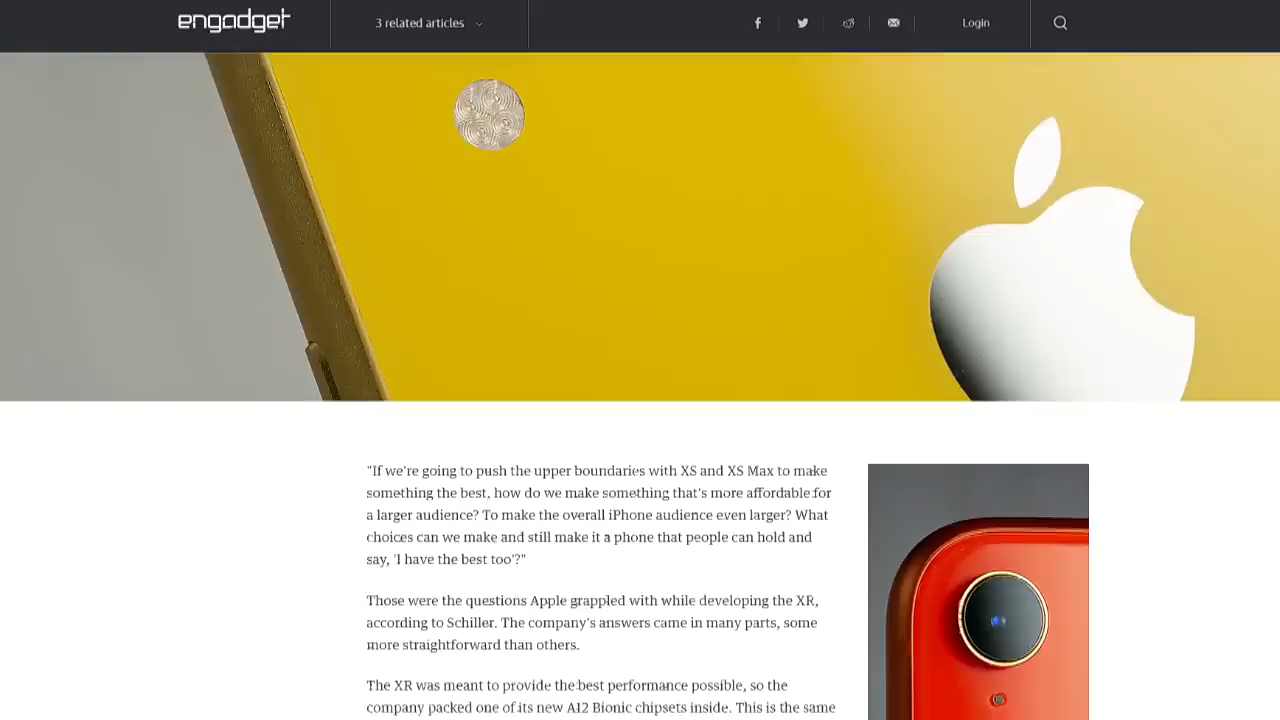 engadget
3 related articles
Login
"If we're going to push the upper boundaries with XS and XS Max to make
something the best, how do we make something that's more affordable for
a larger audience? To make the overall iPhone audience even larger? What
choices can we make and still make it a phone that people can hold and
say, 'I have the best too'?"
Those were the questions Apple grappled with while developing the XR,
according to Schiller. The company's answers came in many parts, some
more straightforward than others.
The XR was meant to provide the best performance possible, so the
company packed one of its new A12 Bionic chipsets inside. This is the same